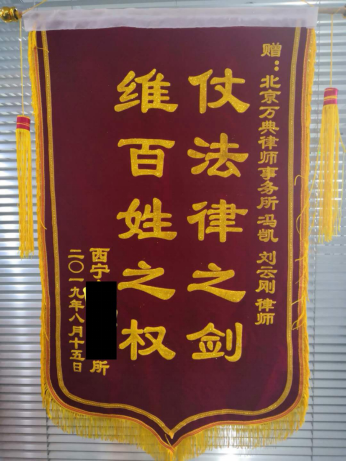 赠：北京万典律师事务所冯凯 刘云刚 律师
仗法律之剑
维百姓之权
西宁 所
二〇一九年八月十五日